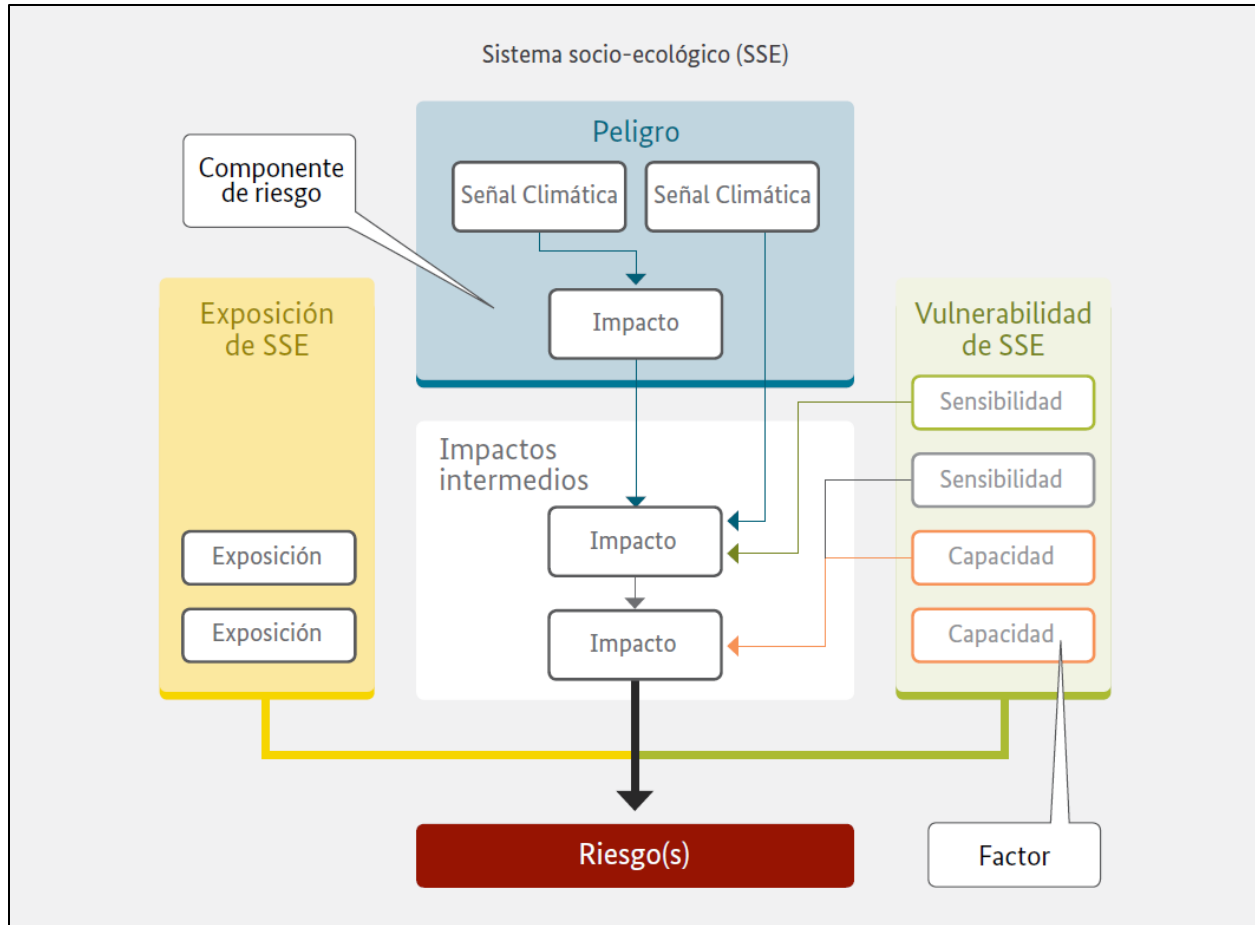 Sistema socio-ecológico (SSE)
Peligro
Componente
de riesgo
Señal Climática
Señal Climática
Impacto
Exposición
de SSE
Vulnerabilidad
de SSE
Sensibilidad
Impactos
intermedios
Sensibilidad
Impacto
Exposición
Capacidad
Exposición
Impacto
Capacidad
Riesgo(s)
Factor